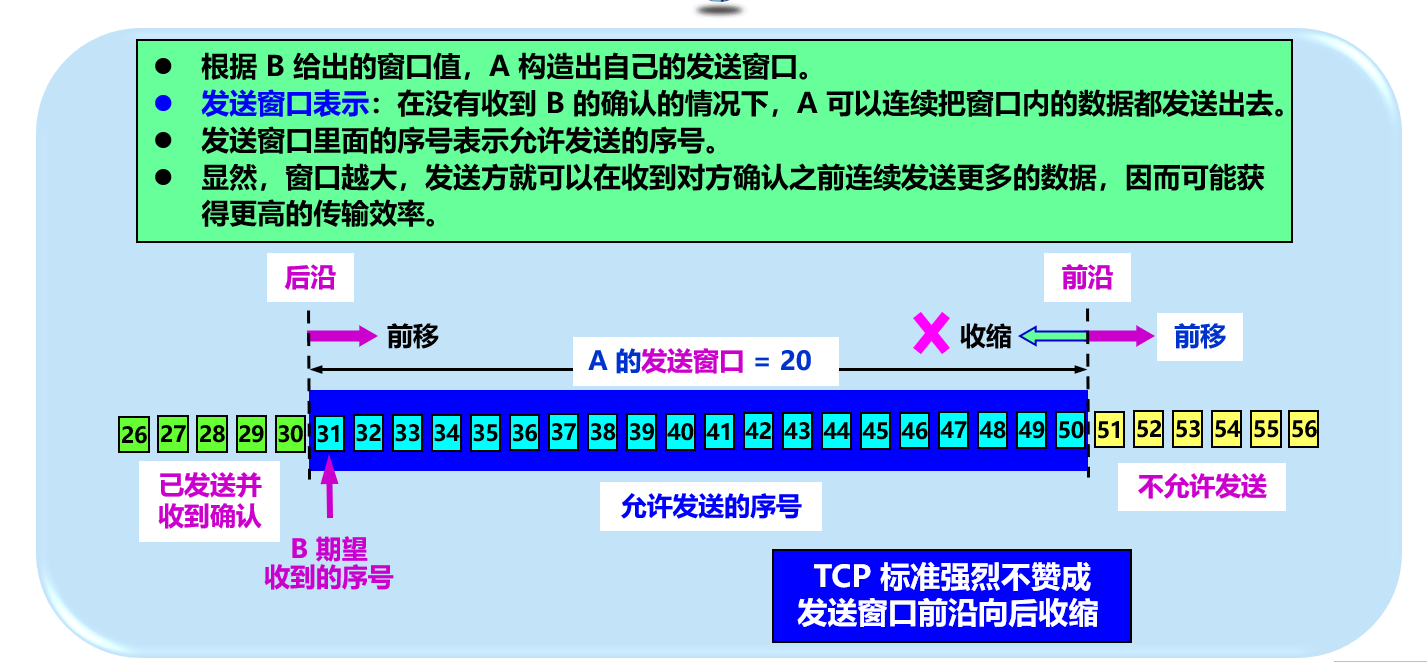 根据 B 给出的窗口值，A 构造出自己的发送窗口。
发送窗口表示：在没有收到 B 的确认的情况下，A 可以连续把窗口内的数据都发送出去。
发送窗口里面的序号表示允许发送的序号。
显然，窗口越大，发送方就可以在收到对方确认之前连续发送更多的数据，因而可能获
得更高的传输效率。
后沿
前沿
前移
收缩
前移
A 的发送窗口 = 20
26 27 28 29 30 31 32 33 34 35 36 37 38 39 40 41 42 43 44 45 46 47 48 49 50 51 52 53 54 55 56
已发送并
收到确认
允许发送的序号
不允许发送
B 期望
收到的序号
TCP 标准强烈不赞成
发送窗口前沿向后收缩